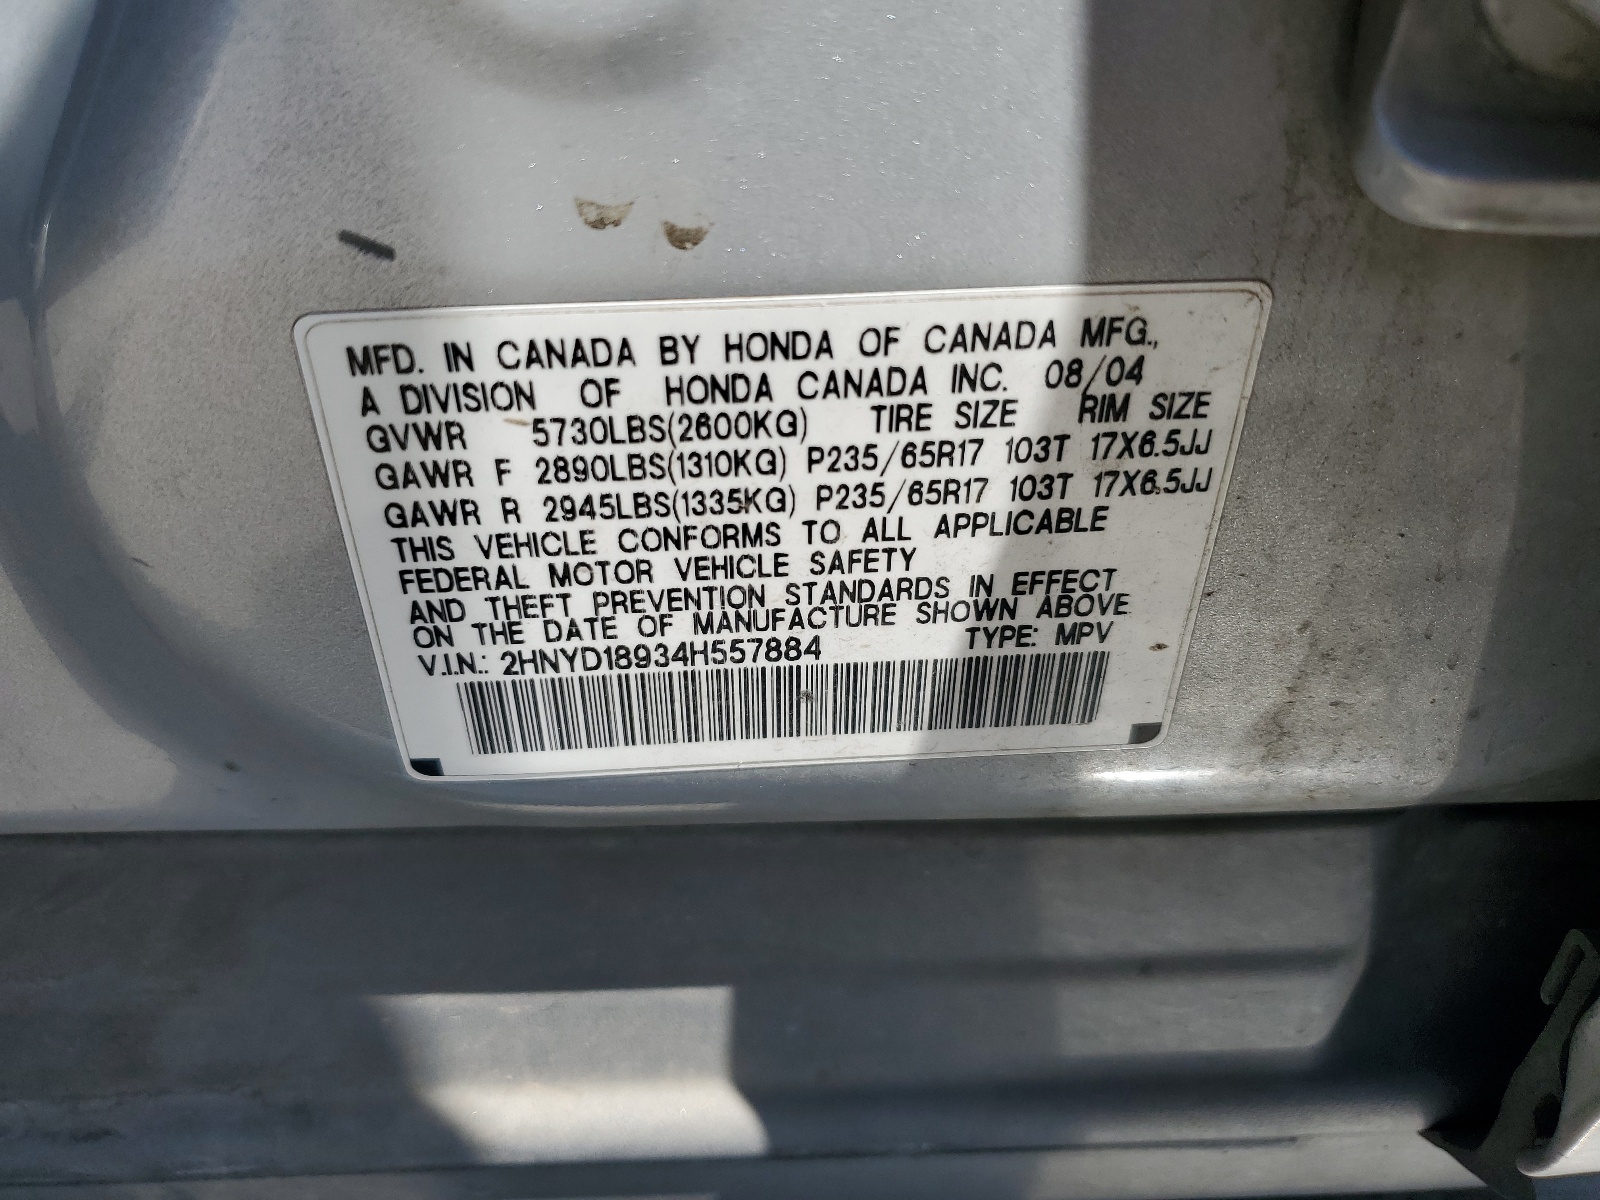 MFD. IN CANADA BY HONDA OF CANADA MFG.,
A DIVISION OF HONDA CANADA INC. 08/04
GVWR 5730LBS(2600KG) TIRE SIZE RIM SIZE
GAWR F 2890LBS(1310KG) P235/65R17 103T 17X6.5JJ
GAWR R 2945LBS(1335KG) P235/65R17 103T 17X6.5JJ
THIS VEHICLE CONFORMS TO ALL APPLICABLE
FEDERAL MOTOR VEHICLE SAFETY
AND THEFT PREVENTION STANDARDS IN EFFECT
ON THE DATE OF MANUFACTURE SHOWN ABOVE
V.I.N.: 2HNYD18934H557884 TYPE: MPV